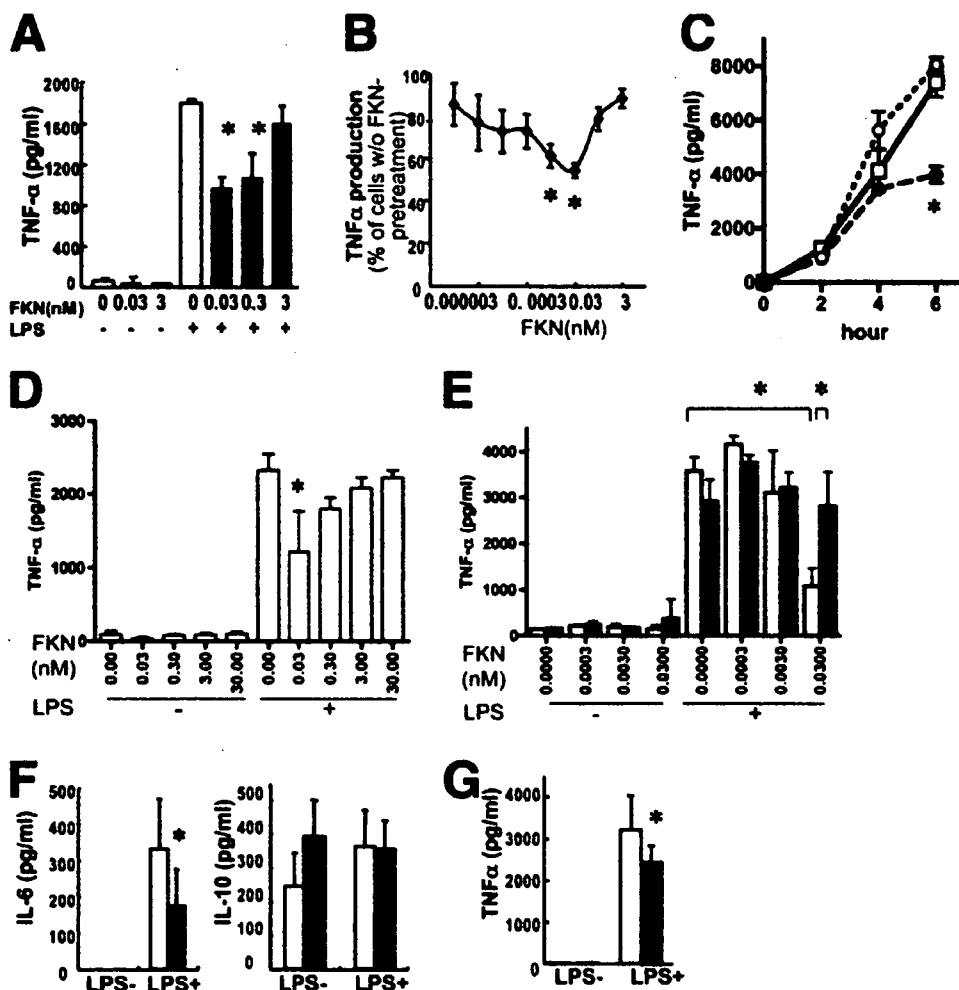 A
TNF-α (pg/ml)
2000
1600
1200
800
400
0
* *
FKN(nM) 0 0.03 3 0 0.03 0.3 3
LPS - - - + + + +
B
TNFα production
(% of cells w/o FKN-
pretreatment)
100
80
60
40
20
0
* *
0.000003 0.0003 0.03 3
FKN(nM)
C
TNF-α (pg/ml)
8000
6000
4000
2000
0
*
0 2 4 6
hour
D
TNF-α (pg/ml)
3000
2000
1000
0
*
FKN
(nM)
0.00 0.03 0.30 3.00 30.00 0.00 0.03 0.30 3.00 30.00
LPS - +
E
TNF-α (pg/ml)
4000
3000
2000
1000
0
* *
FKN
(nM)
0.0000 0.0003 0.0030 0.0300 0.0000 0.0003 0.0030 0.0300
LPS - +
F
IL-6 (pg/ml)
500
400
300
200
100
0
*
LPS- LPS+
IL-10 (pg/ml)
500
400
300
200
100
0
LPS- LPS+
G
TNFα (pg/ml)
4000
3000
2000
1000
0
*
LPS- LPS+